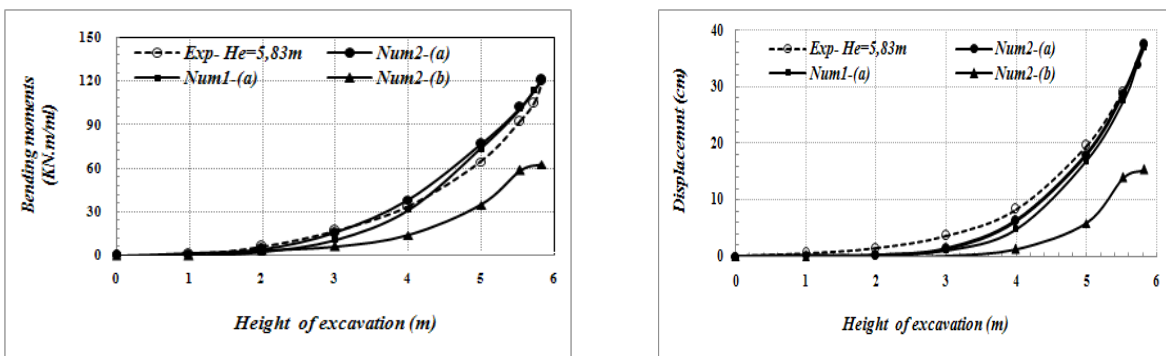 150
120
90
60
30
0
Bending moments
(KN.m/ml)
Exp- He=5,83m
Num2-(a)
Num1-(a)
Num2-(b)
0 1 2 3 4 5 6
Height of excavation (m)
40
30
20
10
0
Displacement (cm)
Exp- He=5,83m
Num2-(a)
Num1-(a)
Num2-(b)
0 1 2 3 4 5 6
Height of excavation (m)